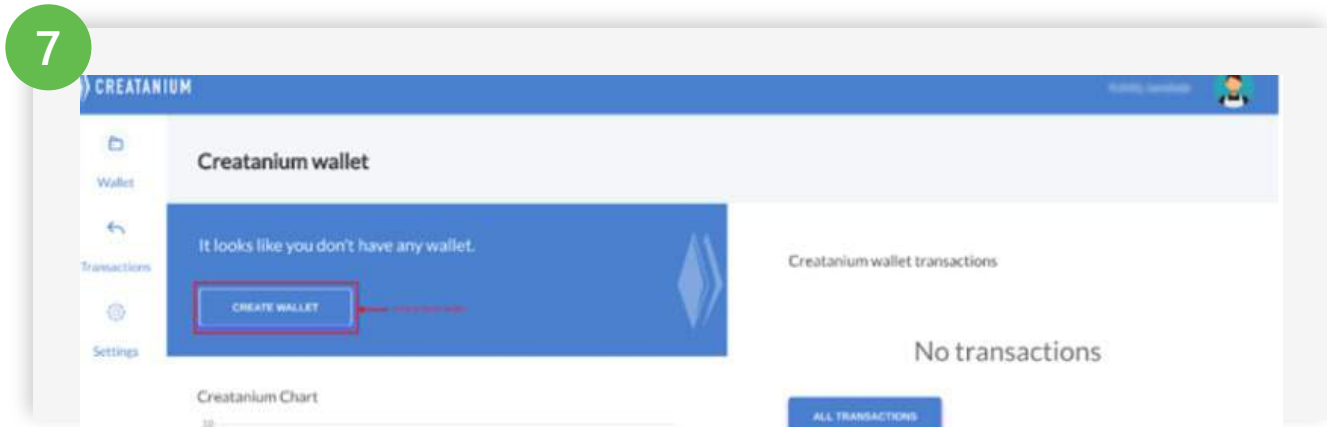 7
CREATANIUM
Wallet
Creatanium wallet
It looks like you don't have any wallet.
CREATE WALLET
Transactions
Settings
Creatanium wallet transactions
No transactions
ALL TRANSACTIONS
Creatanium Chart
10